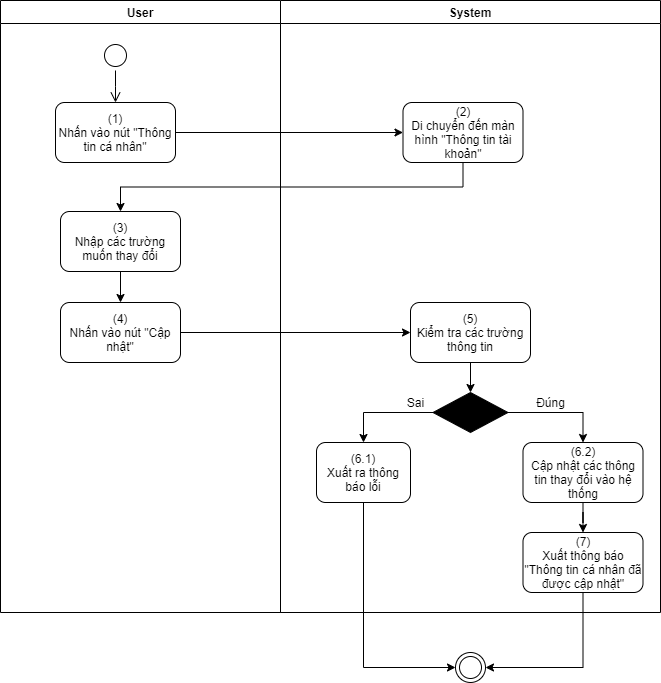 User
System
(1)
Nhấn vào nút "Thông
tin cá nhân"
(2)
Di chuyển đến màn
hình "Thông tin tài
khoản"
(3)
Nhập các trường
muốn thay đổi
(4)
Nhấn vào nút "Cập
nhật"
(5)
Kiểm tra các trường
thông tin
Sai
Đúng
(6.1)
Xuất ra thông
báo lỗi
(6.2)
Cập nhật các thông
tin thay đổi vào hệ
thống
(7)
Xuất thông báo
"Thông tin cá nhân đã
được cập nhật"